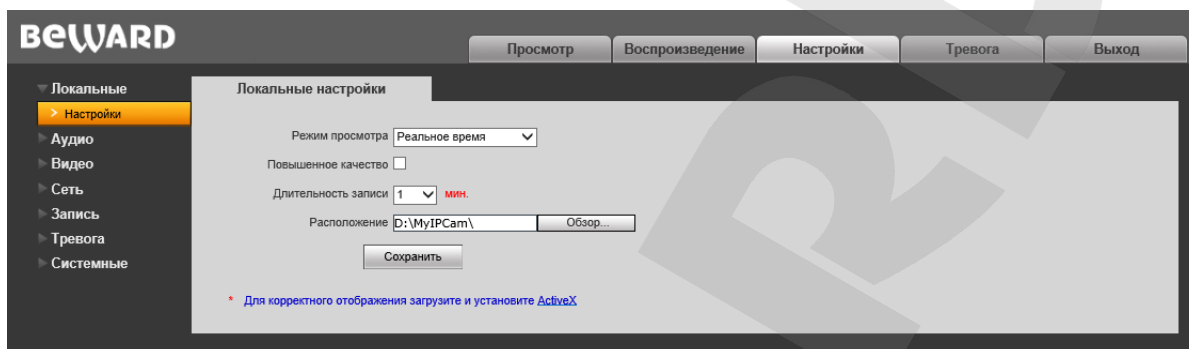 BEWARD
Просмотр Воспроизведение Настройки Тревога Выход
Локальные
> Настройки
Аудио
Видео
Сеть
Запись
Тревога
Системные
Локальные настройки
Режим просмотра Реальное время
Повышенное качество
Длительность записи 1 мин.
Расположение D:\MyIPCam\ Обзор...
Сохранить
* Для корректного отображения загрузите и установите ActiveX